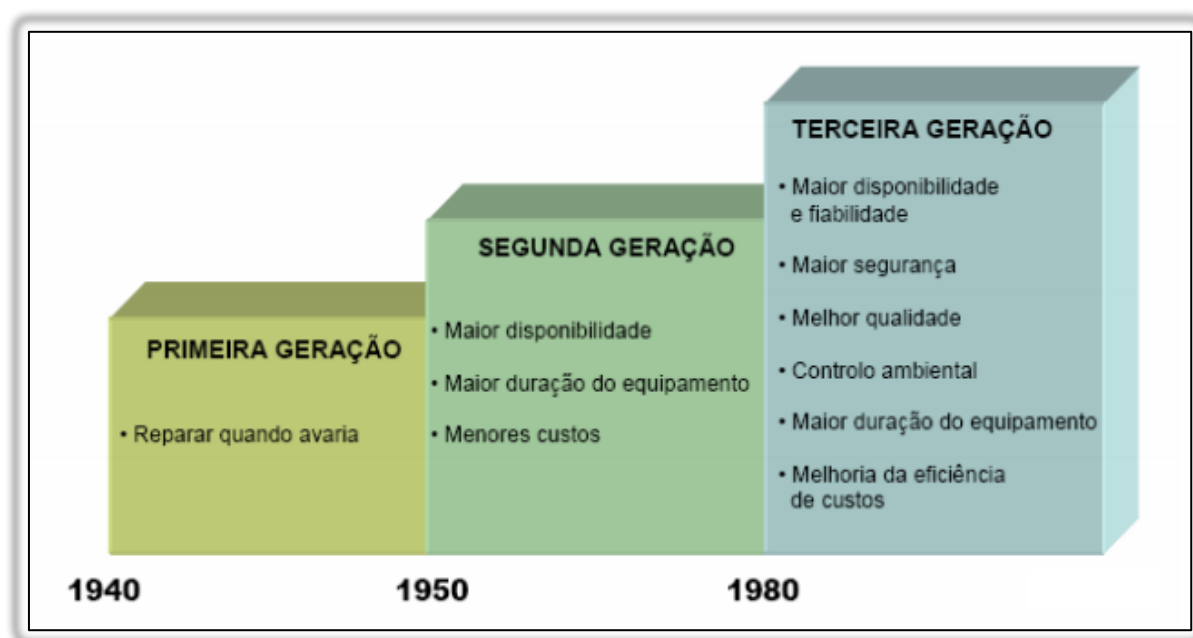 PRIMEIRA GERAÇÃO
• Reparar quando avaria
SEGUNDA GERAÇÃO
• Maior disponibilidade
• Maior duração do equipamento
• Menores custos
TERCEIRA GERAÇÃO
• Maior disponibilidade
e fiabilidade
• Maior segurança
• Melhor qualidade
• Controlo ambiental
• Maior duração do equipamento
• Melhoria da eficiência
de custos
1940
1950
1980